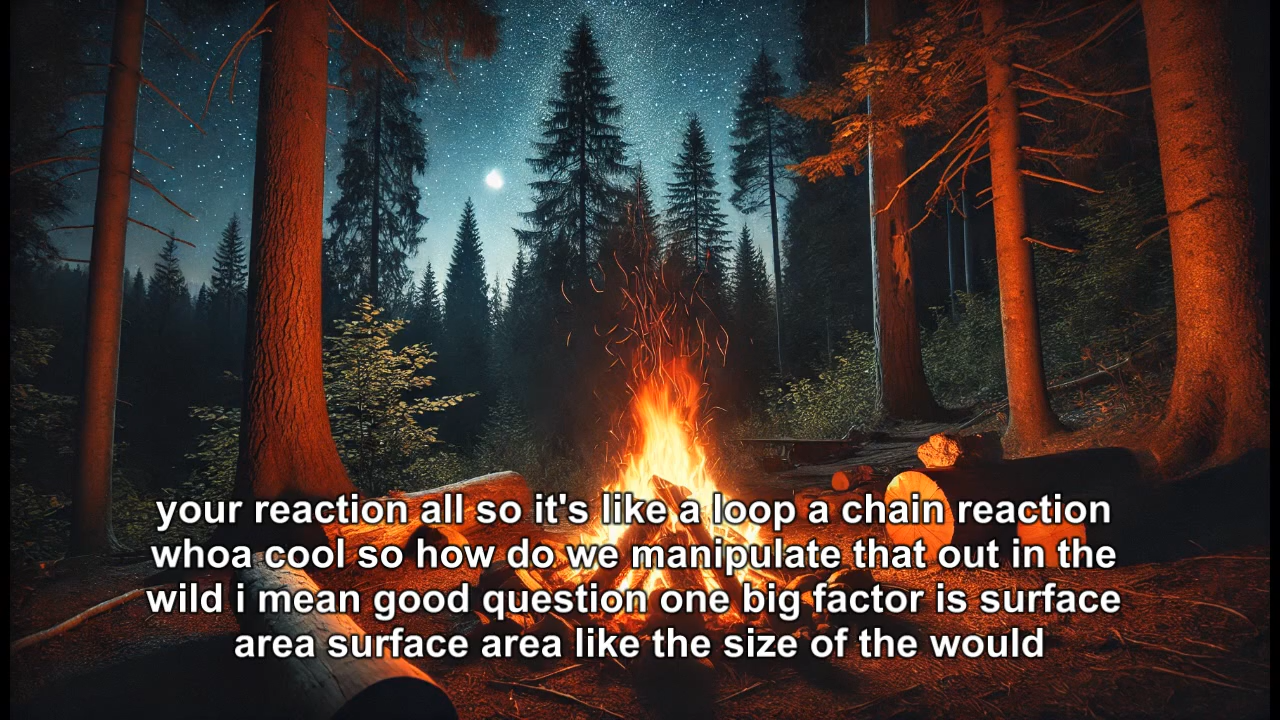 your reaction all so it's like a loop a chain reaction
whoa cool so how do we manipulate that out in the
wild i mean good question one big factor is surface
area surface area like the size of the would